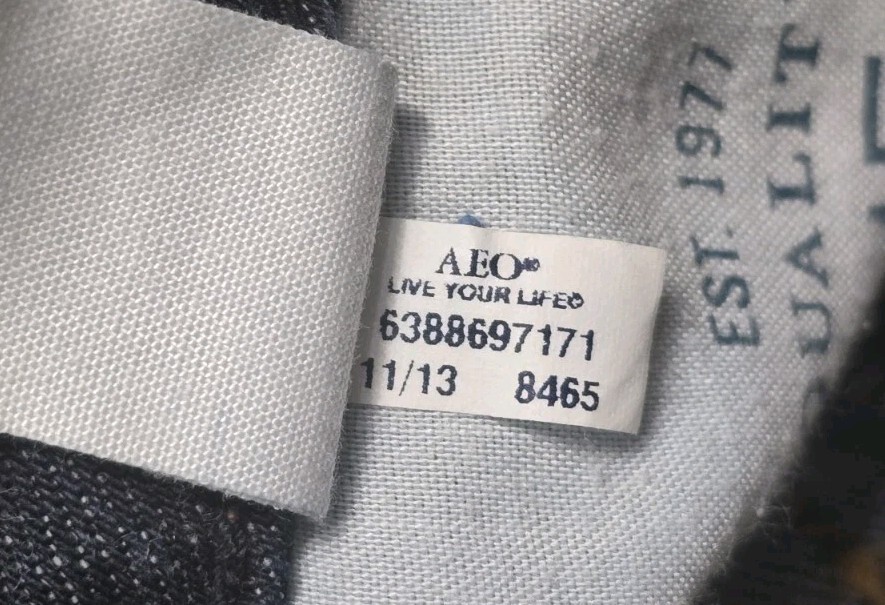 AEO®
LIVE YOUR LIFE®
6388697171
11/13 8465
EST. 1977